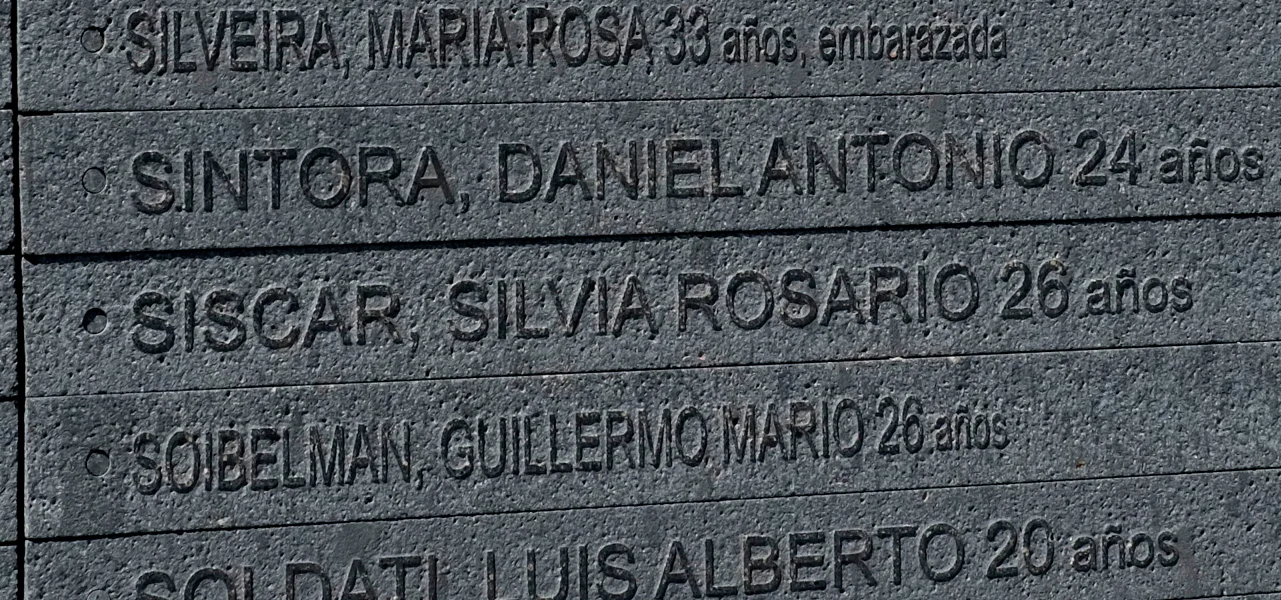 SILVEIRA, MARIA ROSA 33 años, embarazada
SINTORA, DANIEL ANTONIO 24 años
SISCAR, SILVIA ROSARIO 26 años
SOIBELMAN, GUILLERMO MARIO 26 años
SOLDATI, LUIS ALBERTO 20 años